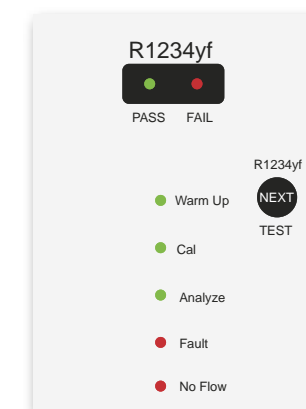 R1234yf
PASS FAIL
R1234yf
NEXT
TEST
Warm Up
Cal
Analyze
Fault
No Flow